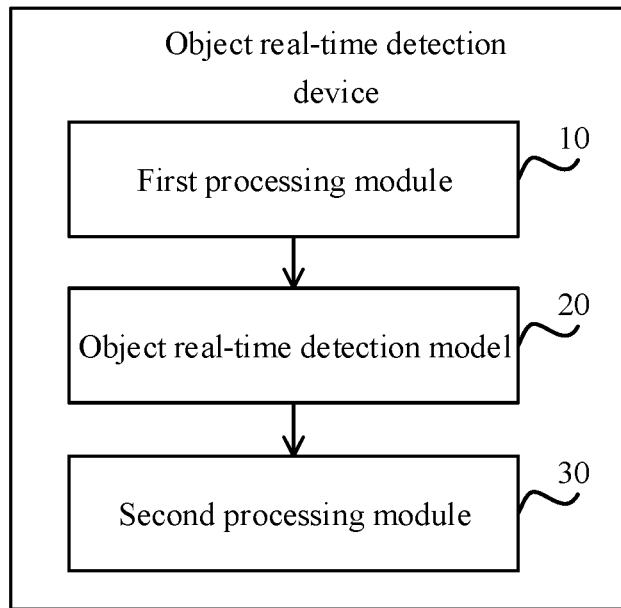 Object real-time detection
device
10
First processing module
20
Object real-time detection model
30
Second processing module